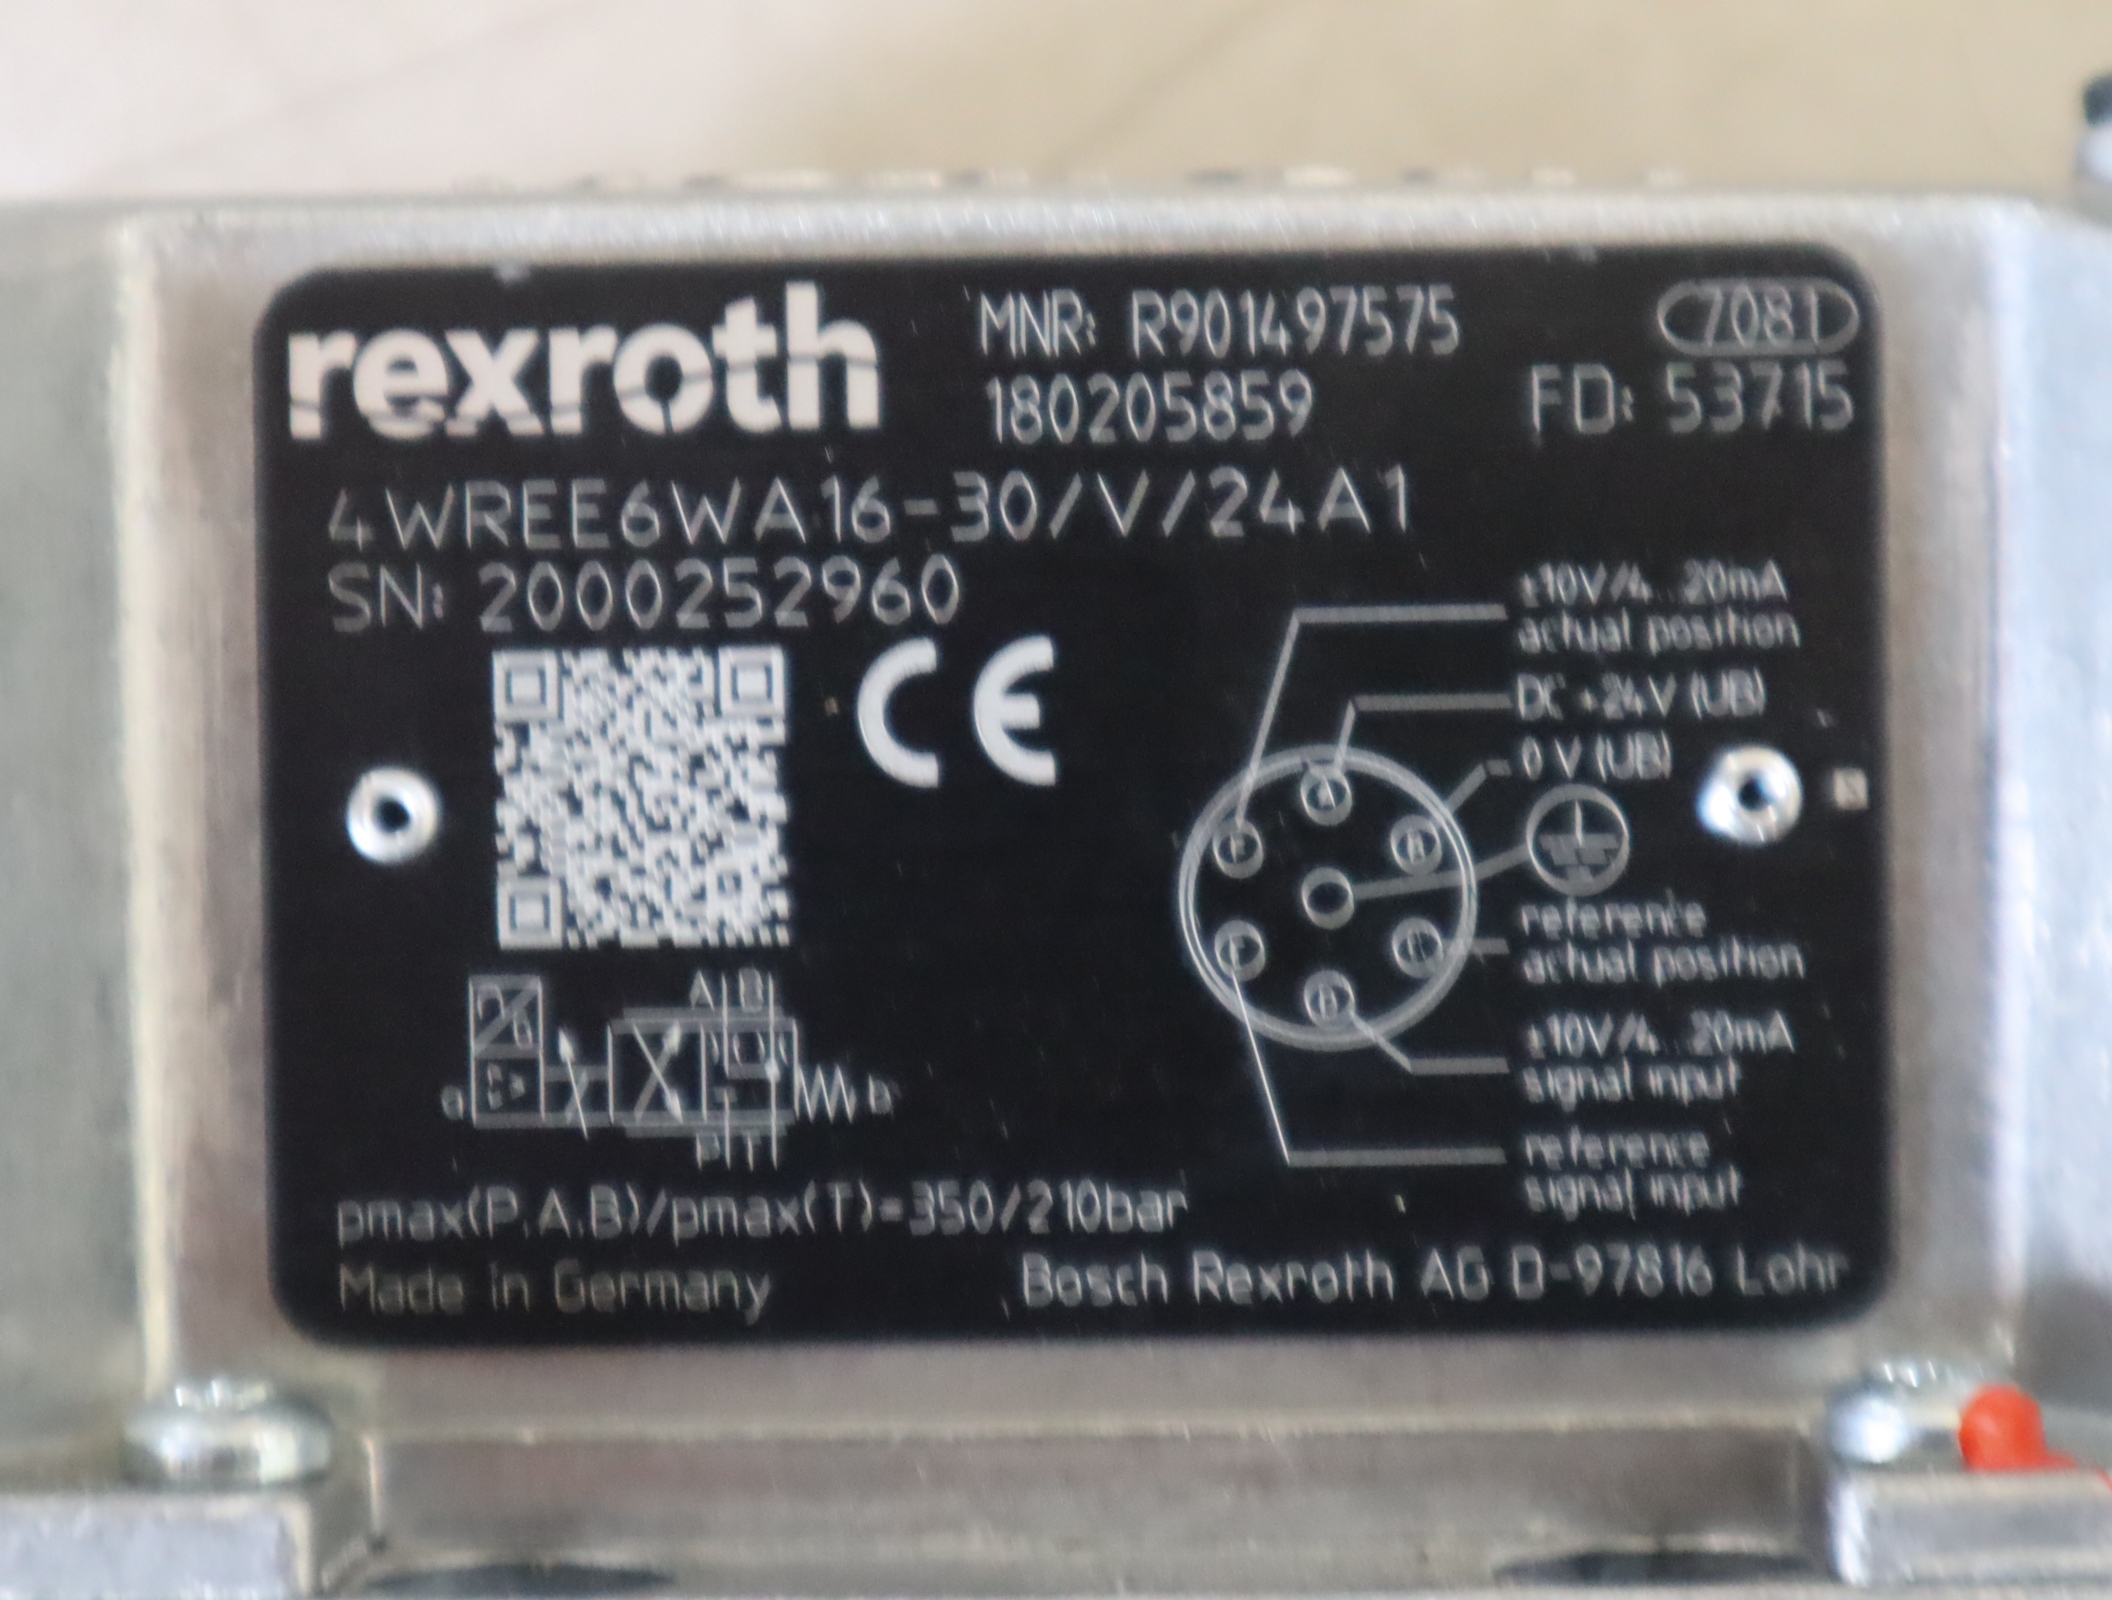 rexroth
MNR: R901497575
7081
180205859
FD: 53715
4WREE6WA16-30/V/24A1
SN: 2000252960
CE
±10V/4...20mA
actual position
DC +24V (UB)
0 V (UB)
A
B
F
reference
actual position
±10V/4...20mA
signal input
reference
signal input
A B
a
b
P T
pmax(P.A.B)/pmax(T)=350/210bar
Made in Germany
Bosch Rexroth AG D-97816 Lohr